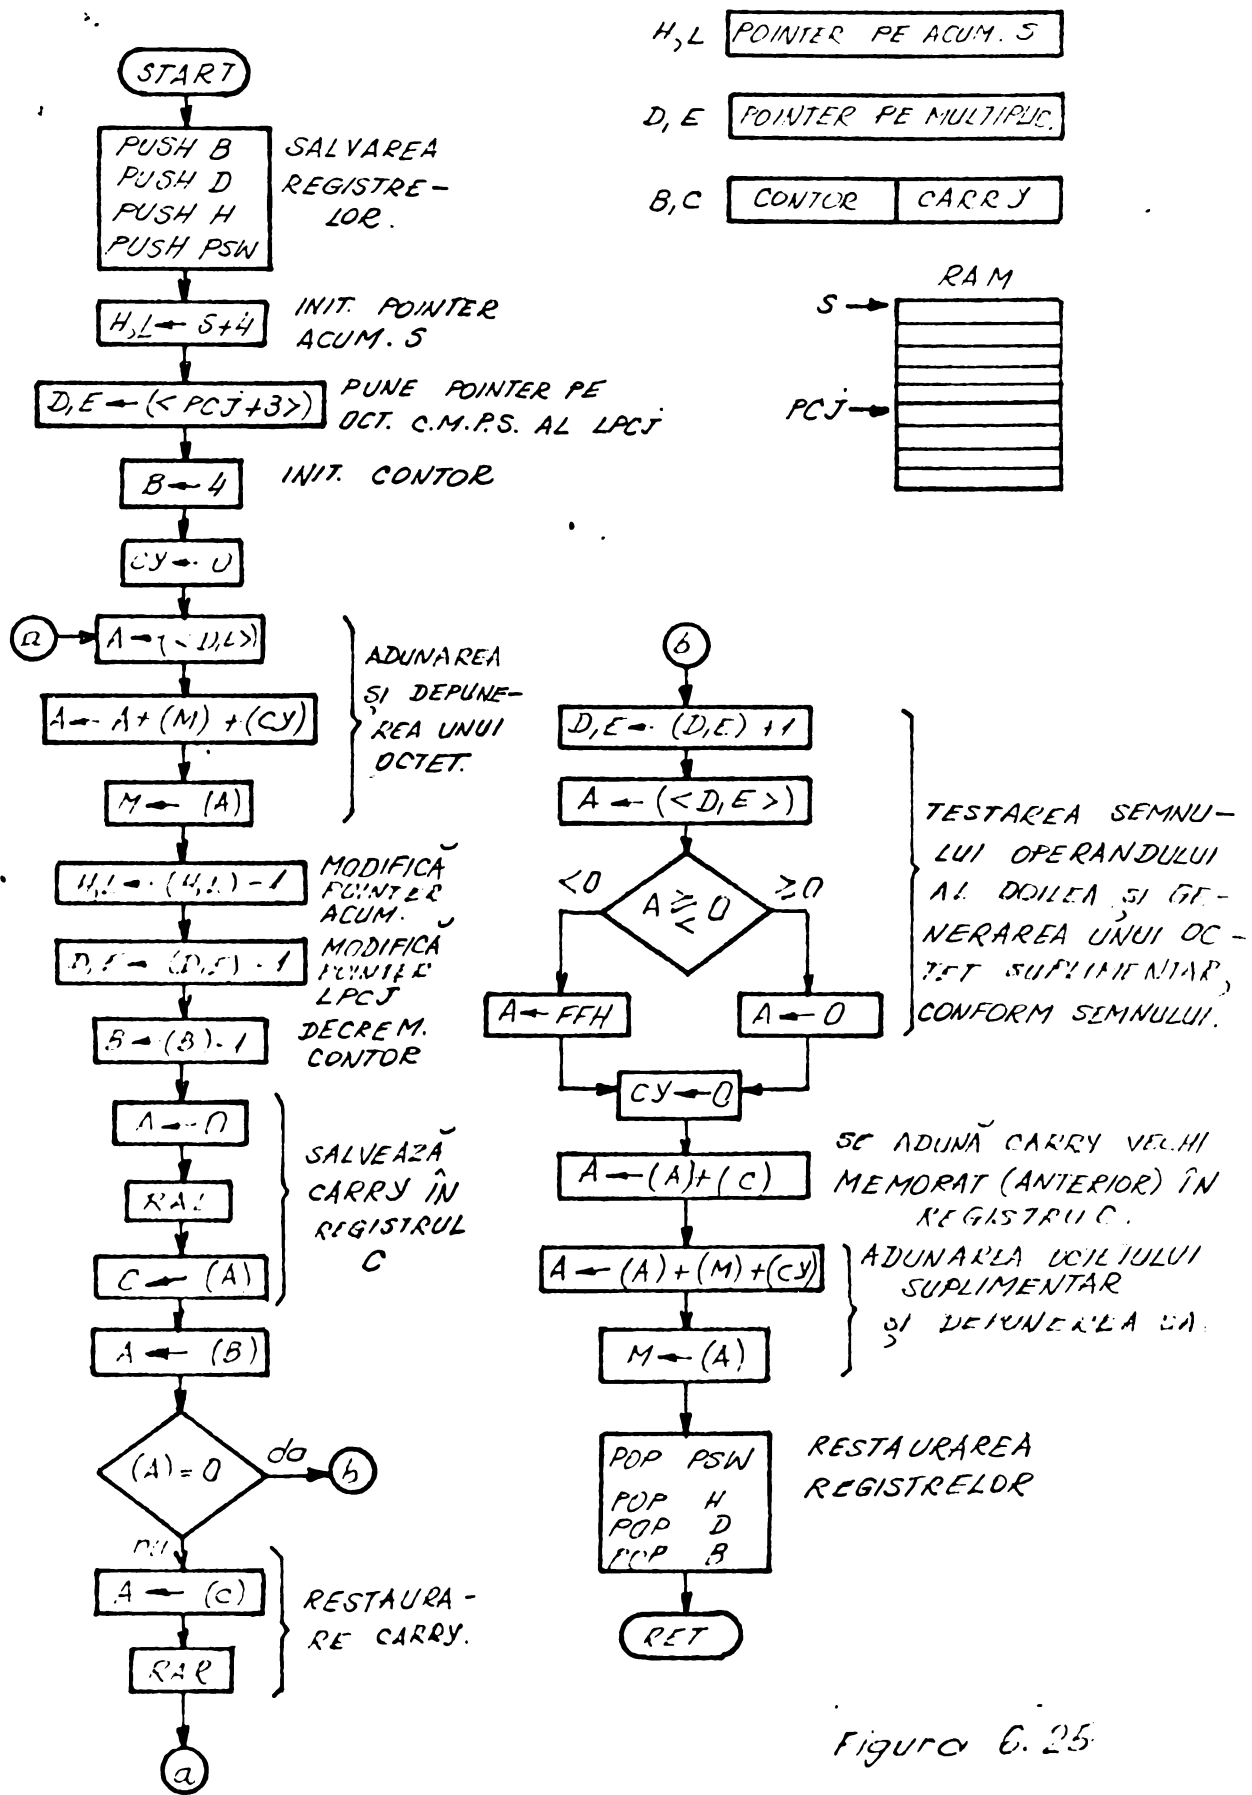 START
PUSH B
PUSH D
PUSH H
PUSH PSW
SALVAREA
REGISTRE-
LOR.
H,L ← S+4
INIT. POINTER
ACUM. S
D,E ← (<PCJ+3>)
PUNE POINTER PE
OCT. C.M.P.S. AL LPCJ
B ← 4
INIT. CONTOR
CY ← 0
a
A ← (<D,E>)
A ← A + (M) + (CY)
M ← (A)
ADUNAREA
ȘI DEPUNE-
REA UNUI
OCTET.
H,L ← (H,L) - 1
MODIFICĂ
POINTER
ACUM.
D,E ← (D,E) - 1
MODIFICĂ
POINTER
LPCJ
B ← (B) - 1
DECREM.
CONTOR
A ← 0
RAL
C ← (A)
SALVEAZĂ
CARRY ÎN
REGISTRUL
C
A ← (B)
(A) = 0
da
b
nu
A ← (C)
RAR
RESTAURA-
RE CARRY.
a
H,L
POINTER PE ACUM. S
D,E
POINTER PE MULTIPLIC.
B,C
CONTOR
CARRY
RAM
S
PCJ
b
D,E ← (D,E) + 1
A ← (<D,E>)
<0
A ≥ < 0
≥0
A ← FFH
A ← 0
TESTAREA SEMNU-
LUI OPERANDULUI
AL DOILEA ȘI GE-
NERAREA UNUI OC-
TET SUPLIMENTAR,
CONFORM SEMNULUI.
CY ← 0
A ← (A) + (C)
SE ADUNĂ CARRY VECHI
MEMORAT (ANTERIOR) ÎN
REGISTRU C.
A ← (A) + (M) + (CY)
M ← (A)
ADUNAREA OCTETULUI
SUPLIMENTAR
ȘI DEPUNEREA SA.
POP PSW
POP H
POP D
POP B
RESTAURAREA
REGISTRELOR
RET
Figura 6.25